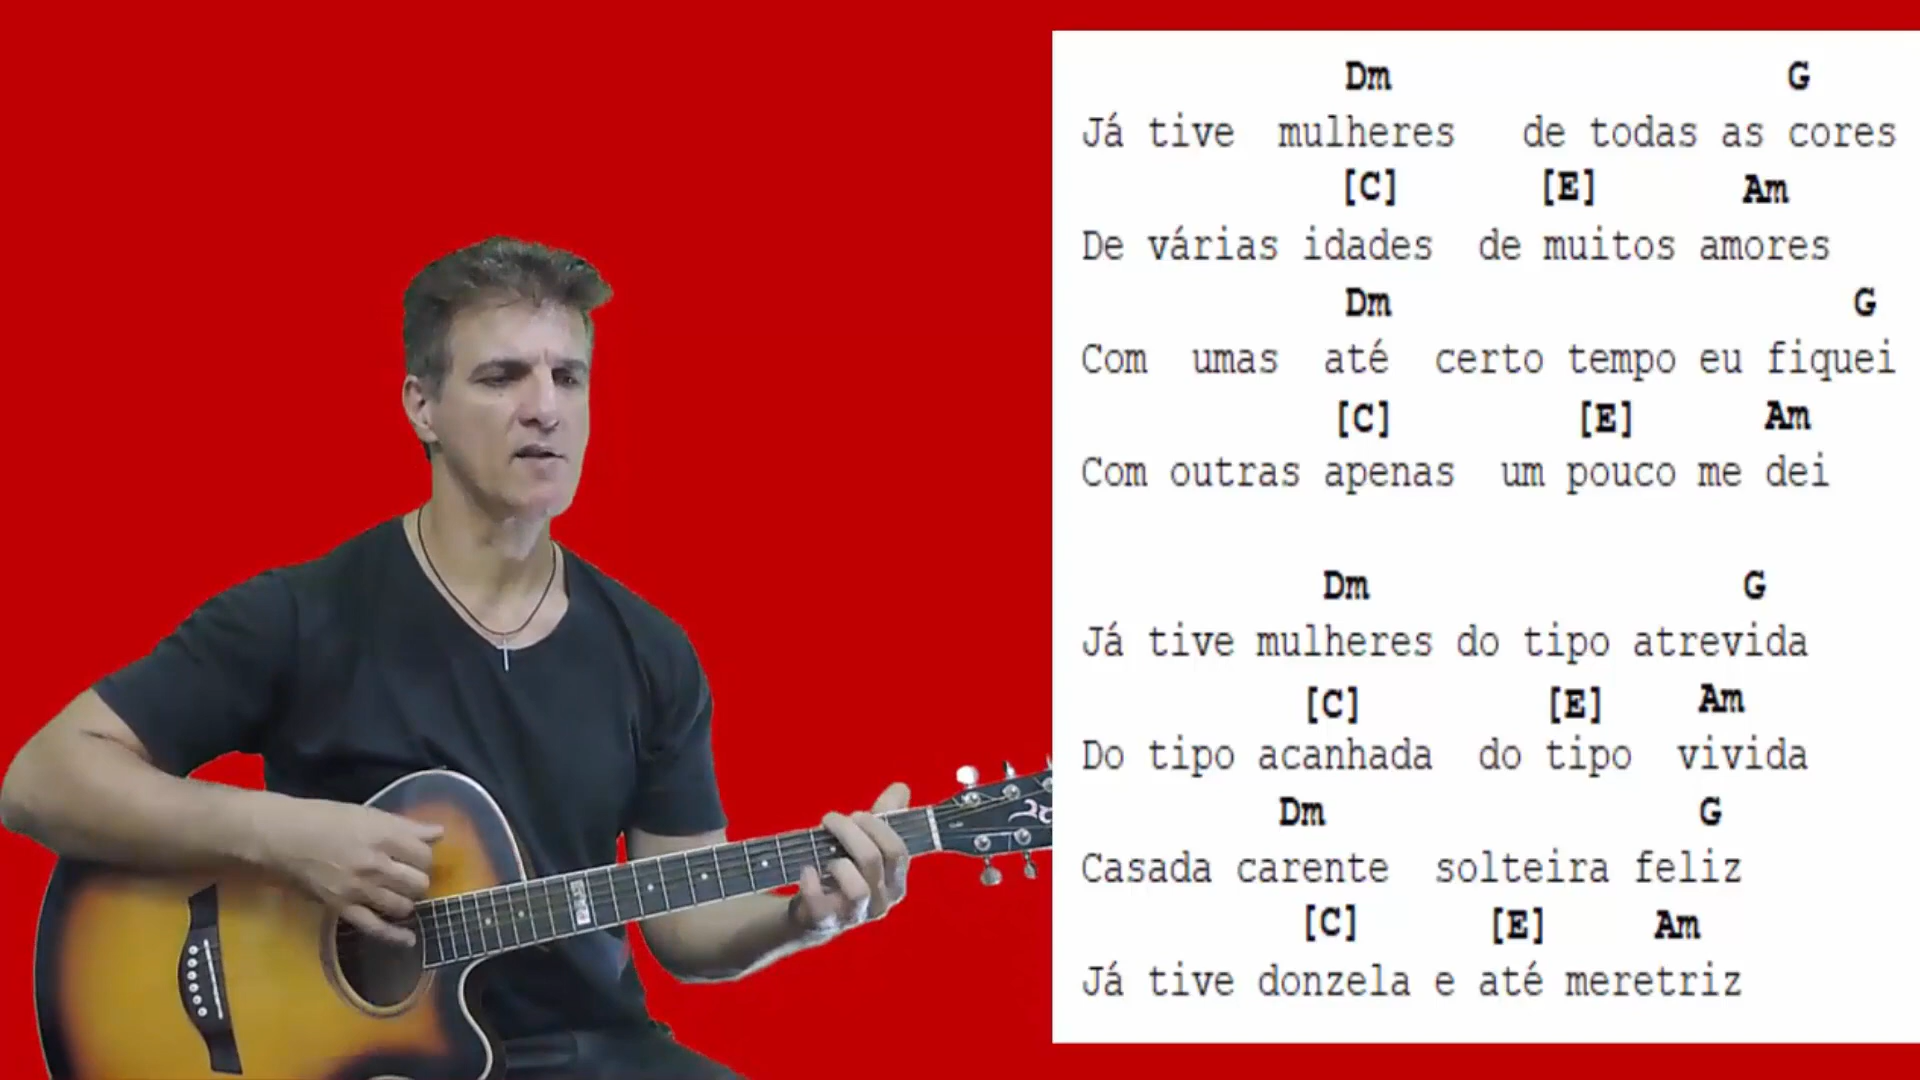 Dm G
Já tive mulheres de todas as cores
[C] [E] Am
De várias idades de muitos amores
Dm G
Com umas até certo tempo eu fiquei
[C] [E] Am
Com outras apenas um pouco me dei
Dm G
Já tive mulheres do tipo atrevida
[C] [E] Am
Do tipo acanhada do tipo vivida
Dm G
Casada carente solteira feliz
[C] [E] Am
Já tive donzela e até meretriz